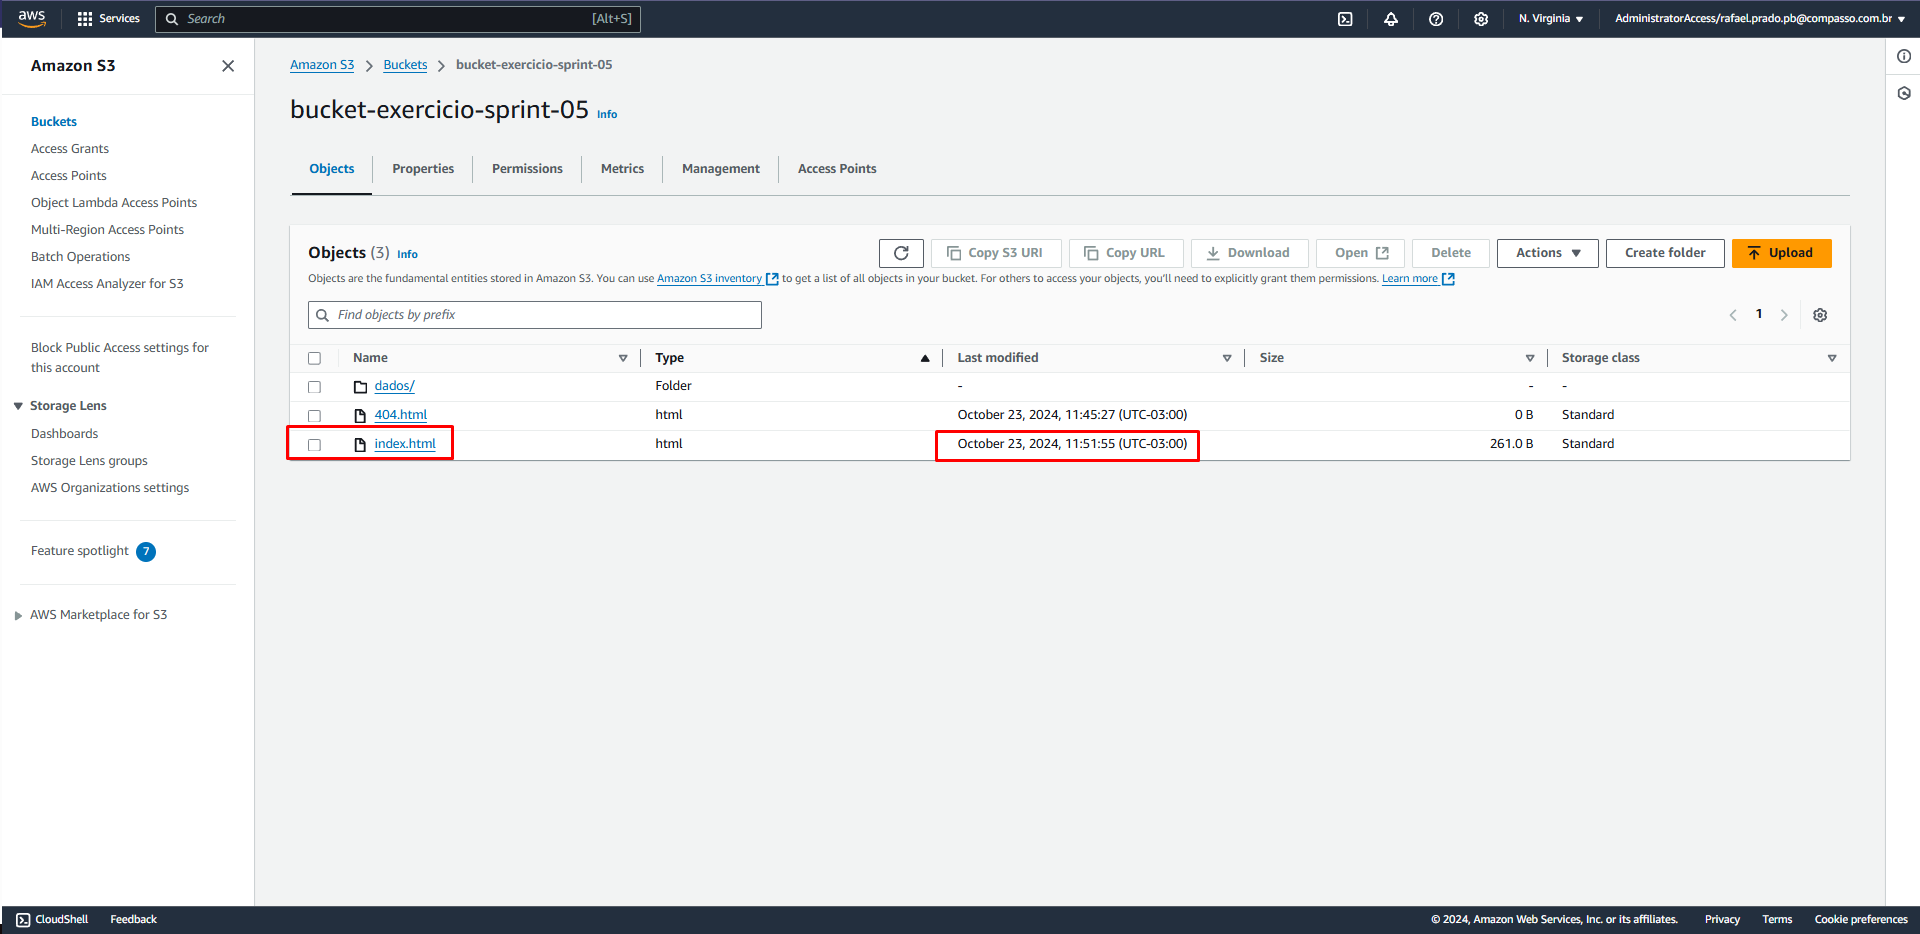 aws Services Search [Alt+S] N. Virginia AdministratorAccess/rafael.prado.pb@compasso.com.br
Amazon S3
Buckets
Access Grants
Access Points
Object Lambda Access Points
Multi-Region Access Points
Batch Operations
IAM Access Analyzer for S3
Block Public Access settings for
this account
Storage Lens
Dashboards
Storage Lens groups
AWS Organizations settings
Feature spotlight 7
AWS Marketplace for S3
Amazon S3 Buckets bucket-exercicio-sprint-05
bucket-exercicio-sprint-05 Info
Objects Properties Permissions Metrics Management Access Points
Objects (3) Info Copy S3 URI Copy URL Download Open Delete Actions Create folder Upload
Objects are the fundamental entities stored in Amazon S3. You can use Amazon S3 inventory to get a list of all objects in your bucket. For others to access your objects, you'll need to explicitly grant them permissions. Learn more
Find objects by prefix 1
Name Type Last modified Size Storage class
dados/ Folder - - -
404.html html October 23, 2024, 11:45:27 (UTC-03:00) 0 B Standard
index.html html October 23, 2024, 11:51:55 (UTC-03:00) 261.0 B Standard
CloudShell Feedback © 2024, Amazon Web Services, Inc. or its affiliates. Privacy Terms Cookie preferences